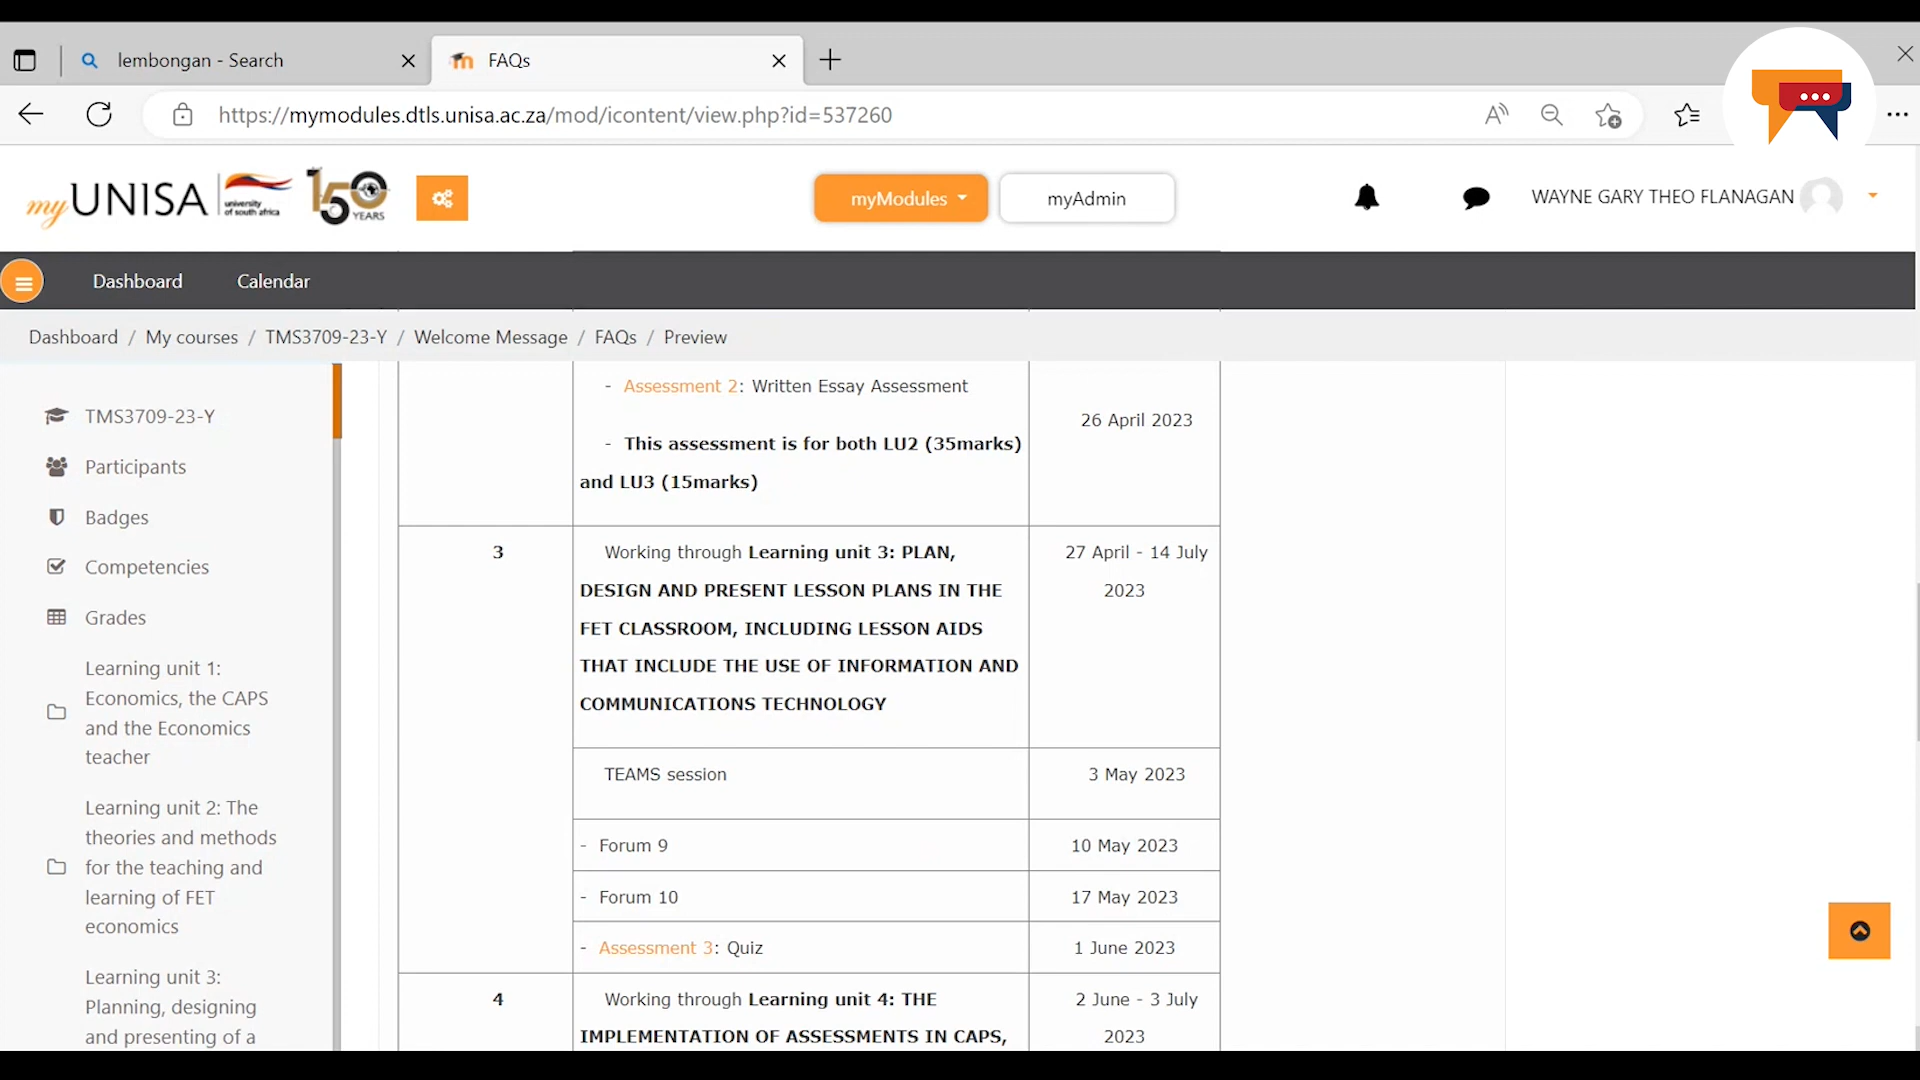 lembongan - Search
FAQs
https://mymodules.dtls.unisa.ac.za/mod/icontent/view.php?id=537260
my UNISA university of south africa 150 YEARS
myModules
myAdmin
WAYNE GARY THEO FLANAGAN
Dashboard
Calendar
Dashboard / My courses / TMS3709-23-Y / Welcome Message / FAQs / Preview
TMS3709-23-Y
Participants
Badges
Competencies
Grades
Learning unit 1:
Economics, the CAPS
and the Economics
teacher
Learning unit 2: The
theories and methods
for the teaching and
learning of FET
economics
Learning unit 3:
Planning, designing
and presenting of a
- Assessment 2: Written Essay Assessment
- This assessment is for both LU2 (35marks)
and LU3 (15marks)
26 April 2023
3
Working through Learning unit 3: PLAN,
DESIGN AND PRESENT LESSON PLANS IN THE
FET CLASSROOM, INCLUDING LESSON AIDS
THAT INCLUDE THE USE OF INFORMATION AND
COMMUNICATIONS TECHNOLOGY
27 April - 14 July
2023
TEAMS session
3 May 2023
- Forum 9
10 May 2023
- Forum 10
17 May 2023
- Assessment 3: Quiz
1 June 2023
4
Working through Learning unit 4: THE
IMPLEMENTATION OF ASSESSMENTS IN CAPS,
2 June - 3 July
2023